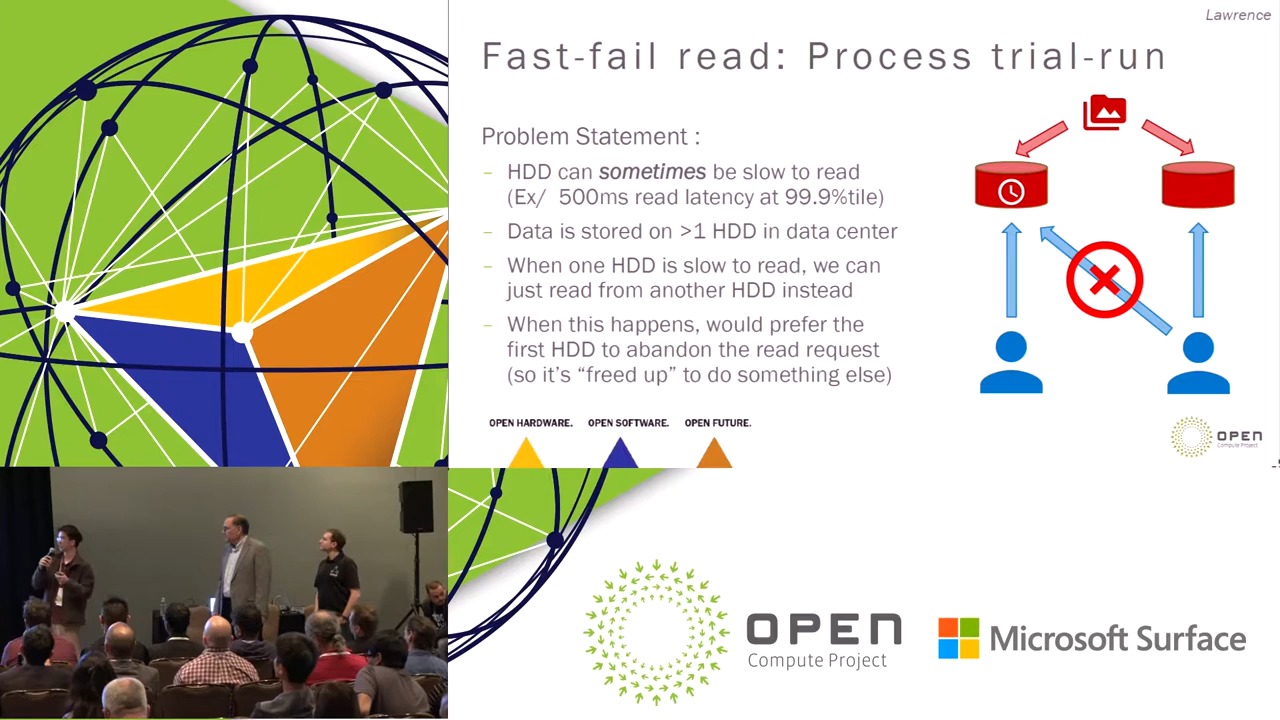 Lawrence
Fast-fail read: Process trial-run
Problem Statement :
– HDD can sometimes be slow to read
(Ex/ 500ms read latency at 99.9%tile)
– Data is stored on >1 HDD in data center
– When one HDD is slow to read, we can
just read from another HDD instead
– When this happens, would prefer the
first HDD to abandon the read request
(so it's “freed up” to do something else)
OPEN HARDWARE. OPEN SOFTWARE. OPEN FUTURE.
OPEN
Compute Project
OPEN
Compute Project
Microsoft Surface